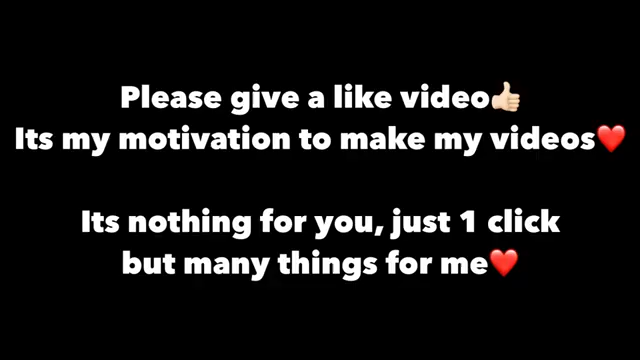 Please give a like video👍🏻
Its my motivation to make my videos❤️
Its nothing for you, just 1 click
but many things for me❤️